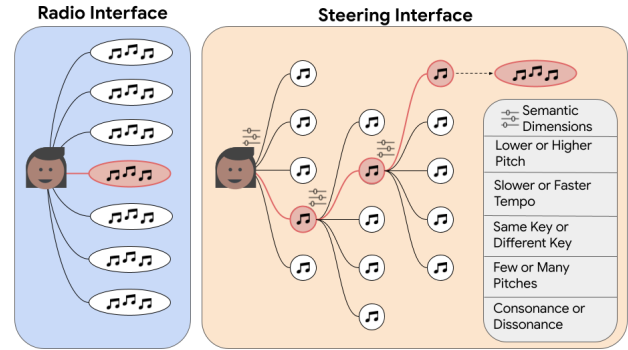 Radio Interface
Steering Interface
Semantic
Dimensions
Lower or Higher
Pitch
Slower or Faster
Tempo
Same Key or
Different Key
Few or Many
Pitches
Consonance or
Dissonance